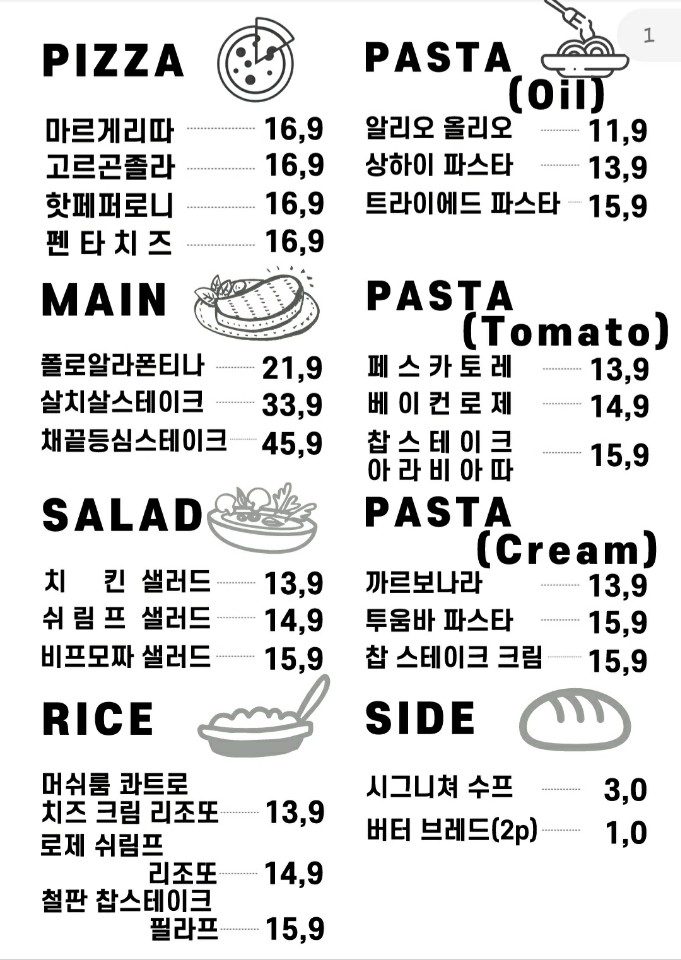 1
PIZZA
마르게리따 16,9
고르곤졸라 16,9
핫페퍼로니 16,9
펜 타 치 즈 16,9
MAIN
폴로알라폰티나 21,9
살치살스테이크 33,9
채끝등심스테이크 45,9
SALAD
치 킨 샐러드 13,9
쉬 림 프 샐러드 14,9
비프모짜 샐러드 15,9
RICE
머쉬룸 콰트로
치즈 크림 리조또 13,9
로제 쉬림프
리조또 14,9
철판 찹스테이크
필라프 15,9
PASTA
(Oil)
알리오 올리오 11,9
상하이 파스타 13,9
트라이에드 파스타 15,9
PASTA
(Tomato)
페 스 카 토 레 13,9
베 이 컨 로 제 14,9
찹 스 테 이 크
아 라 비 아 따 15,9
PASTA
(Cream)
까르보나라 13,9
투움바 파스타 15,9
찹 스테이크 크림 15,9
SIDE
시그니쳐 수프 3,0
버터 브레드(2p) 1,0